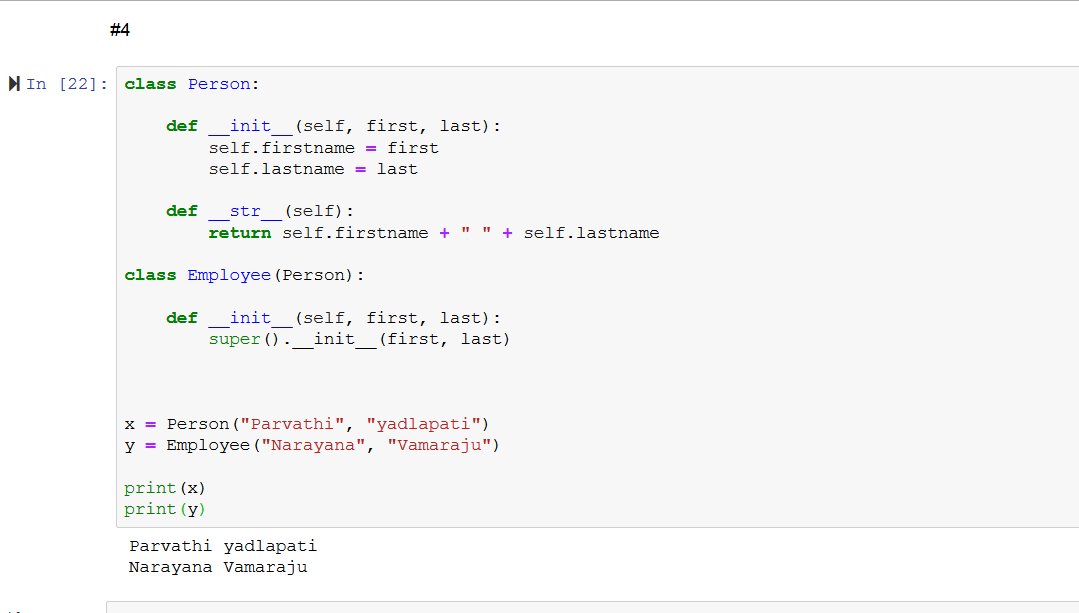 #4
In [22]:
class Person:
    def __init__(self, first, last):
        self.firstname = first
        self.lastname = last
    def __str__(self):
        return self.firstname + " " + self.lastname
class Employee(Person):
    def __init__(self, first, last):
        super().__init__(first, last)
x = Person("Parvathi", "yadlapati")
y = Employee("Narayana", "Vamaraju")
print(x)
print(y)
Parvathi yadlapati
Narayana Vamaraju